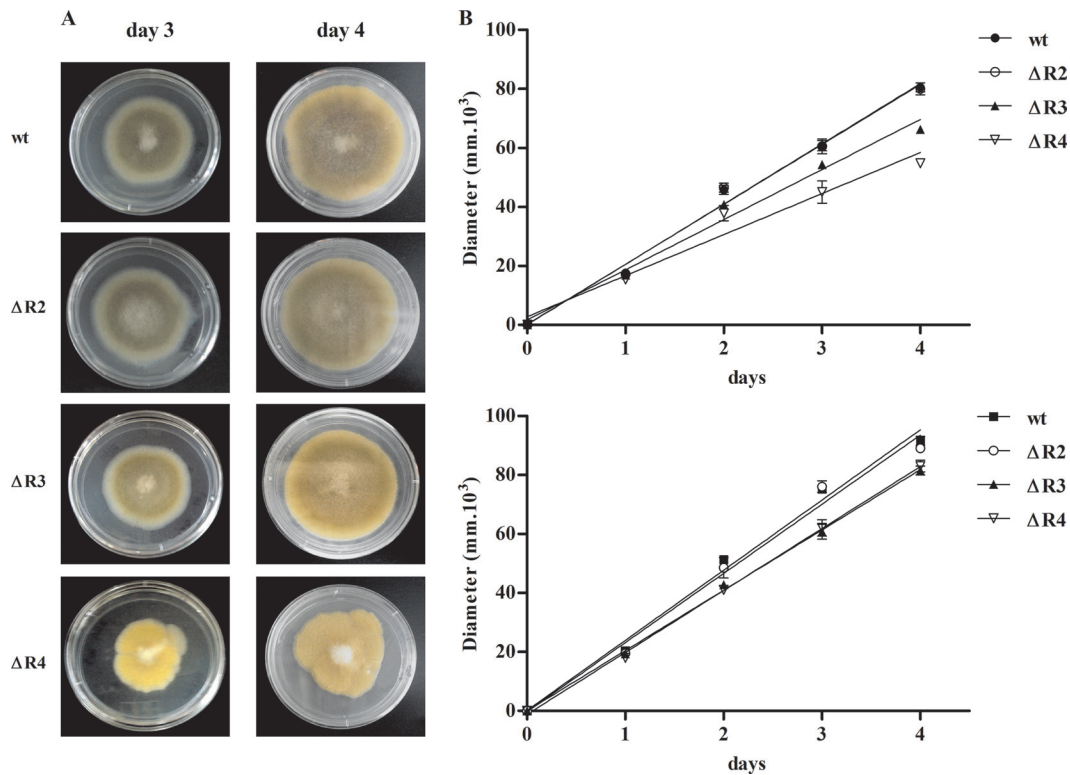 A
day 3
day 4
wt
ΔR2
ΔR3
ΔR4
B
Diameter (mm.10³)
100
80
60
40
20
0
0 1 2 3 4
days
wt
ΔR2
ΔR3
ΔR4
Diameter (mm.10³)
100
80
60
40
20
0
0 1 2 3 4
days
wt
ΔR2
ΔR3
ΔR4